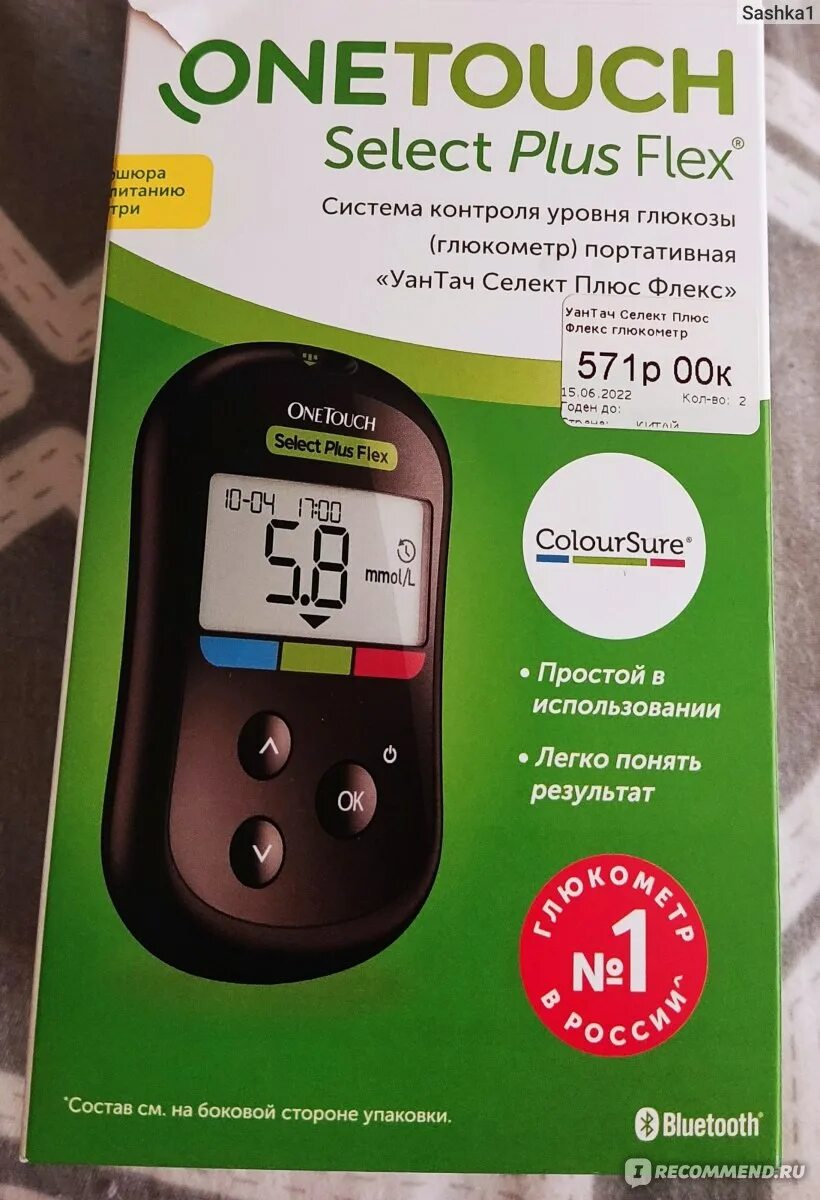 Sashka1
ONETOUCH
Select Plus Flex®
питанию
Система контроля уровня глюкозы
(глюкометр) портативная
«УанТач Селект Плюс Флекс»
УанТач Селект Плюс
Флекс глюкометр
571р 00к
15.06.2022
Кол-во: 2
Годен до:
Страна: КИТАЙ
ONETOUCH
Select Plus Flex
10-04 17:00
5.8
mmol/L
OK
ColourSure®
• Простой в
использовании
• Легко понять
результат
ГЛЮКОМЕТР
№1
В РОССИИ^
*Состав см. на боковой стороне упаковки.
Bluetooth®
I RECOMMEND.RU